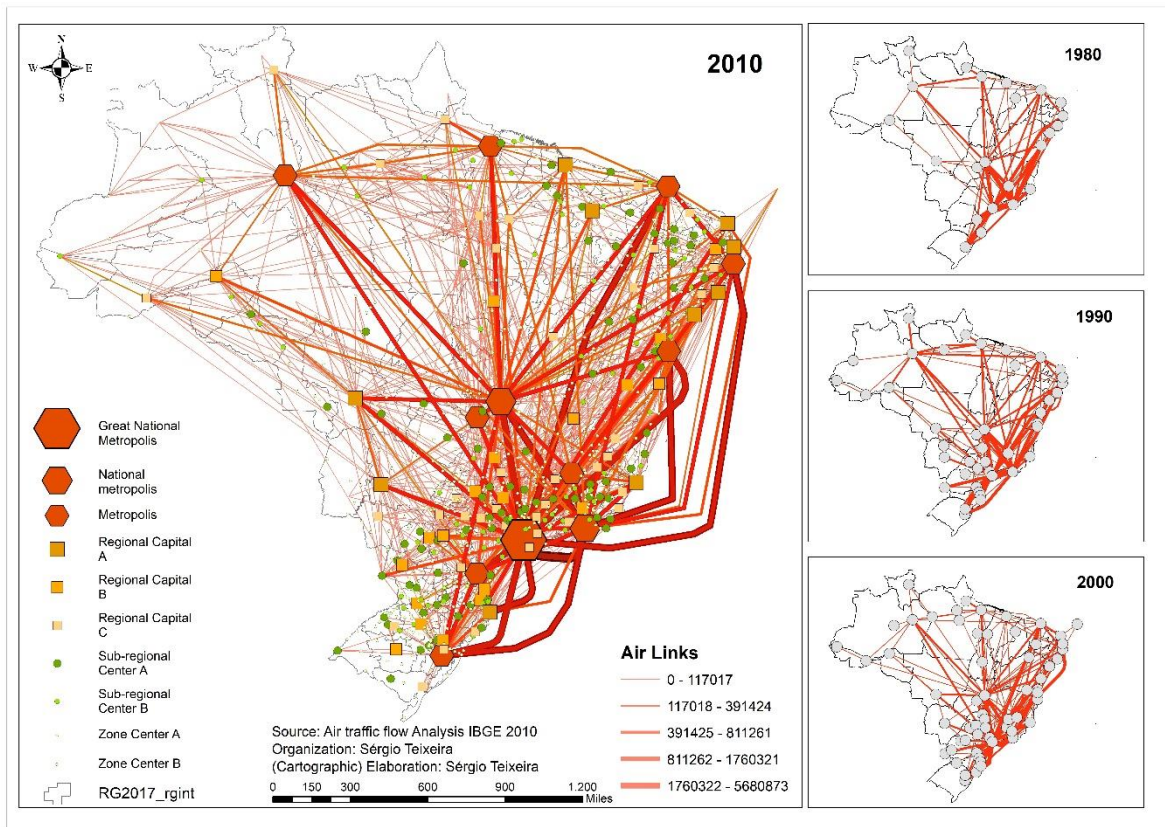 N
W
E
S
2010
Great National
Metropolis
National
metropolis
Metropolis
Regional Capital
A
Regional Capital
B
Regional Capital
C
Sub-regional
Center A
Sub-regional
Center B
Zone Center A
Zone Center B
RG2017_rgint
Source: Air traffic flow Analysis IBGE 2010
Organization: Sérgio Teixeira
(Cartographic) Elaboration: Sérgio Teixeira
0 150 300 600 900 1.200
Miles
Air Links
0 - 117017
117018 - 391424
391425 - 811261
811262 - 1760321
1760322 - 5680873
1980
1990
2000